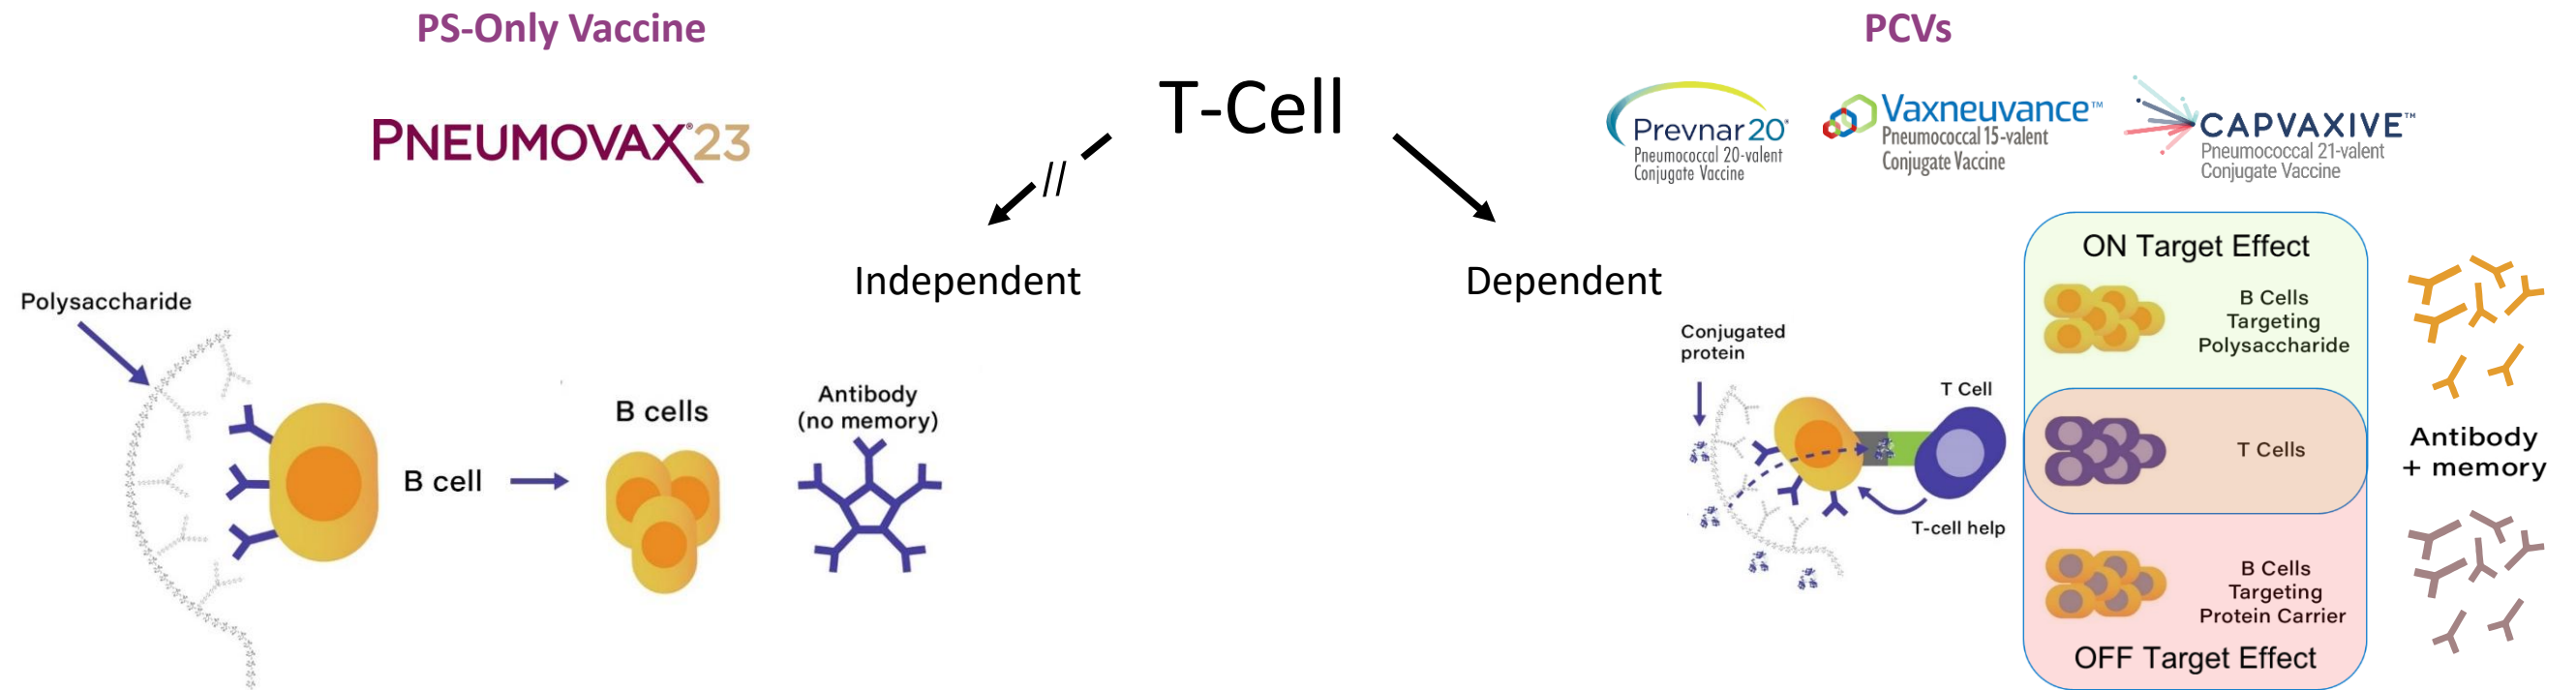 PS-Only Vaccine
PNEUMOVAX®23
T-Cell
PCVs
Prevnar 20®
Pneumococcal 20-valent
Conjugate Vaccine
Vaxneuvance™
Pneumococcal 15-valent
Conjugate Vaccine
CAPVAXIVE™
Pneumococcal 21-valent
Conjugate Vaccine
//
Independent
Dependent
Polysaccharide
B cell
B cells
Antibody
(no memory)
Conjugated
protein
T Cell
T-cell help
ON Target Effect
B Cells
Targeting
Polysaccharide
T Cells
B Cells
Targeting
Protein Carrier
OFF Target Effect
Antibody
+ memory